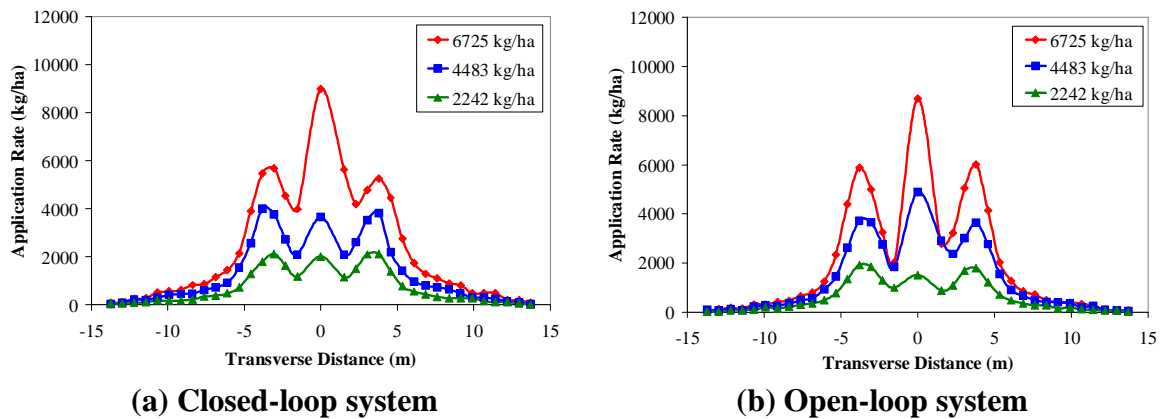 12000
10000
8000
6000
4000
2000
0
Application Rate (kg/ha)
6725 kg/ha
4483 kg/ha
2242 kg/ha
-15 -10 -5 0 5 10 15
Transverse Distance (m)
(a) Closed-loop system
12000
10000
8000
6000
4000
2000
0
Application Rate (kg/ha)
6725 kg/ha
4483 kg/ha
2242 kg/ha
-15 -10 -5 0 5 10 15
Transverse Distance (m)
(b) Open-loop system